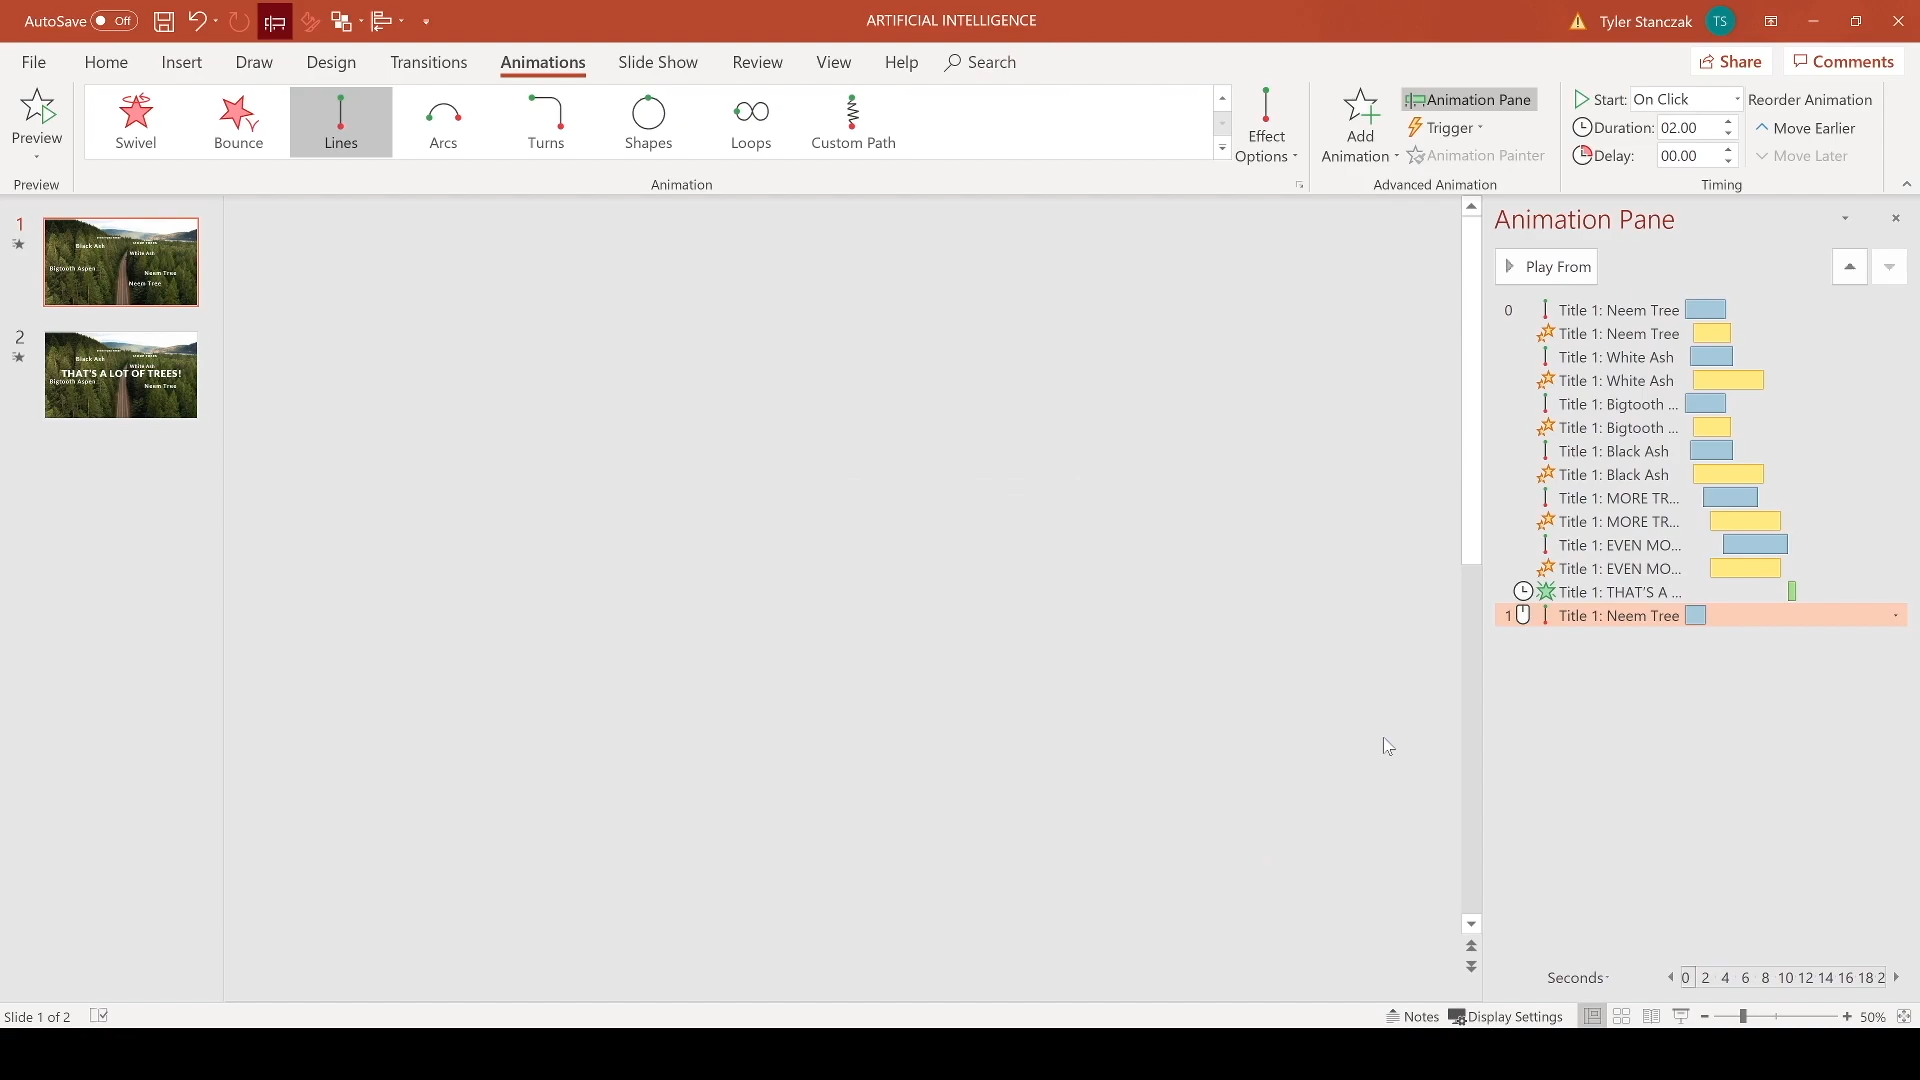 AutoSave Off
ARTIFICIAL INTELLIGENCE
Tyler Stanczak TS
File Home Insert Draw Design Transitions Animations Slide Show Review View Help Search
Share Comments
Preview
Swivel Bounce Lines Arcs Turns Shapes Loops Custom Path
Effect Options
Add Animation
Animation Pane
Trigger
Animation Painter
Start: On Click
Duration: 02.00
Delay: 00.00
Reorder Animation
Move Earlier
Move Later
Preview Animation Advanced Animation Timing
1
Black Ash
White Ash
Bigtooth Aspen
Neem Tree
Neem Tree
2
Black Ash
White Ash
THAT'S A LOT OF TREES!
Bigtooth Aspen
Neem Tree
Animation Pane
Play From
0 Title 1: Neem Tree
Title 1: Neem Tree
Title 1: White Ash
Title 1: White Ash
Title 1: Bigtooth ...
Title 1: Bigtooth ...
Title 1: Black Ash
Title 1: Black Ash
Title 1: MORE TR...
Title 1: MORE TR...
Title 1: EVEN MO...
Title 1: EVEN MO...
Title 1: THAT'S A ...
1 Title 1: Neem Tree
Seconds 0 2 4 6 8 10 12 14 16 18 2
Slide 1 of 2
Notes Display Settings 50%